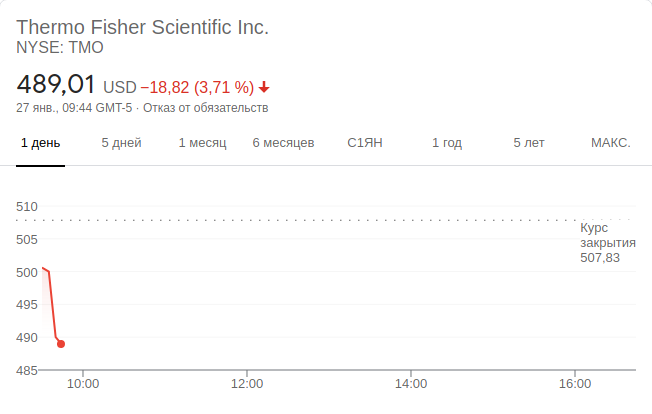 Thermo Fisher Scientific Inc.
NYSE: TMO
489,01 USD −18,82 (3,71 %)
27 янв., 09:44 GMT-5 · Отказ от обязательств
1 день 5 дней 1 месяц 6 месяцев С1ЯН 1 год 5 лет МАКС.
510
505
500
495
490
485
Курс
закрытия
507,83
10:00 12:00 14:00 16:00